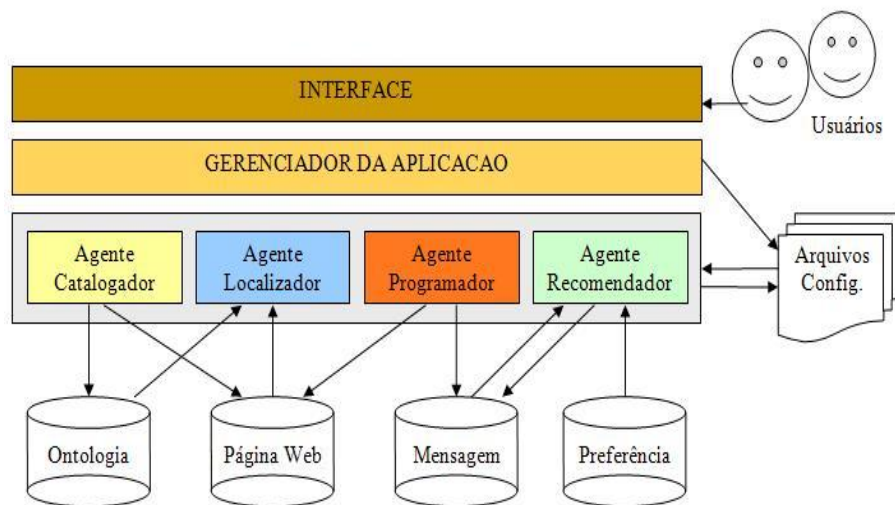 INTERFACE
Usuários
GERENCIADOR DA APLICACAO
Agente
Catalogador
Agente
Localizador
Agente
Programador
Agente
Recomendador
Arquivos
Config.
Ontologia
Página Web
Mensagem
Preferência